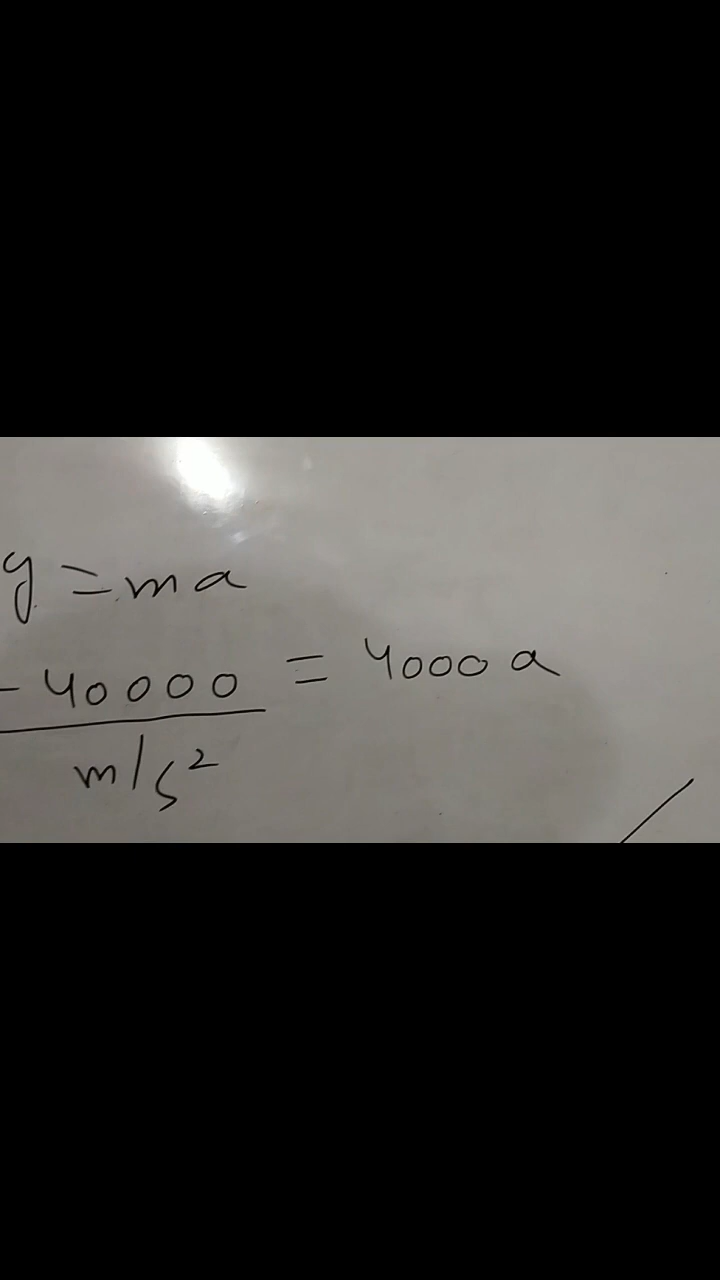 g = ma
- 40000 = 4000 a
m/s²